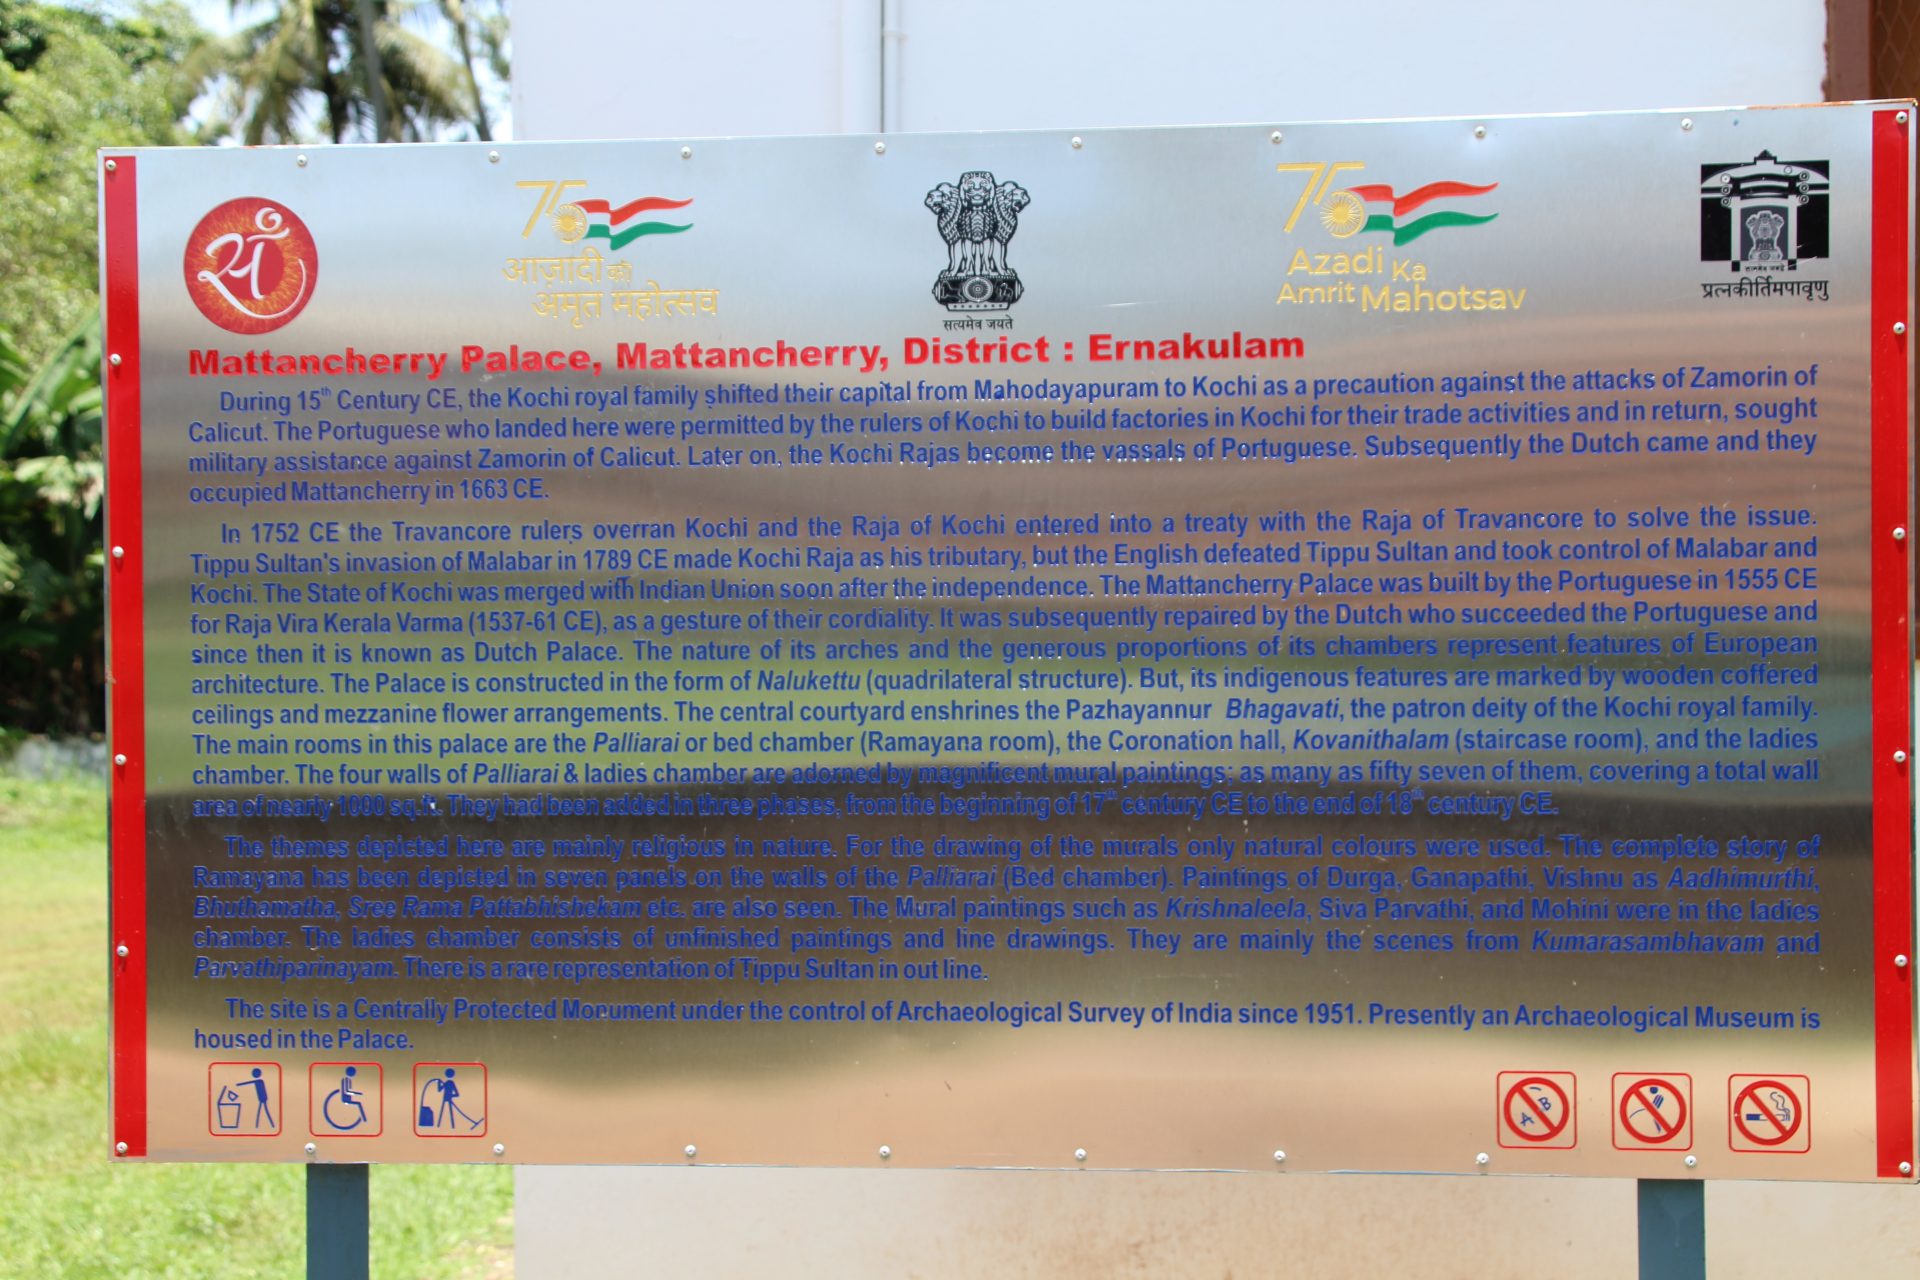 सं
75
आज़ादी का
अमृत महोत्सव
सत्यमेव जयते
75
Azadi Ka
Amrit Mahotsav
सत्यमेव जयते
प्रत्नकीर्तिमपावृणु
Mattancherry Palace, Mattancherry, District : Ernakulam
During 15th Century CE, the Kochi royal family shifted their capital from Mahodayapuram to Kochi as a precaution against the attacks of Zamorin of
Calicut. The Portuguese who landed here were permitted by the rulers of Kochi to build factories in Kochi for their trade activities and in return, sought
military assistance against Zamorin of Calicut. Later on, the Kochi Rajas become the vassals of Portuguese. Subsequently the Dutch came and they
occupied Mattancherry in 1663 CE.
In 1752 CE the Travancore rulers overran Kochi and the Raja of Kochi entered into a treaty with the Raja of Travancore to solve the issue.
Tippu Sultan's invasion of Malabar in 1789 CE made Kochi Raja as his tributary, but the English defeated Tippu Sultan and took control of Malabar and
Kochi. The State of Kochi was merged with Indian Union soon after the independence. The Mattancherry Palace was built by the Portuguese in 1555 CE
for Raja Vira Kerala Varma (1537-61 CE), as a gesture of their cordiality. It was subsequently repaired by the Dutch who succeeded the Portuguese and
since then it is known as Dutch Palace. The nature of its arches and the generous proportions of its chambers represent features of European
architecture. The Palace is constructed in the form of Nalukettu (quadrilateral structure). But, its indigenous features are marked by wooden coffered
ceilings and mezzanine flower arrangements. The central courtyard enshrines the Pazhayannur Bhagavati, the patron deity of the Kochi royal family.
The main rooms in this palace are the Palliarai or bed chamber (Ramayana room), the Coronation hall, Kovanithalam (staircase room), and the ladies
chamber. The four walls of Palliarai & ladies chamber are adorned by magnificent mural paintings; as many as fifty seven of them, covering a total wall
area of nearly 1000 sq.ft. They had been added in three phases, from the beginning of 17th century CE to the end of 18th century CE.
The themes depicted here are mainly religious in nature. For the drawing of the murals only natural colours were used. The complete story of
Ramayana has been depicted in seven panels on the walls of the Palliarai (Bed chamber). Paintings of Durga, Ganapathi, Vishnu as Aadhimurthi,
Bhuthamatha, Sree Rama Pattabhishekam etc. are also seen. The Mural paintings such as Krishnaleela, Siva Parvathi, and Mohini were in the ladies
chamber. The ladies chamber consists of unfinished paintings and line drawings. They are mainly the scenes from Kumarasambhavam and
Parvathiparinayam. There is a rare representation of Tippu Sultan in out line.
The site is a Centrally Protected Monument under the control of Archaeological Survey of India since 1951. Presently an Archaeological Museum is
housed in the Palace.
A B